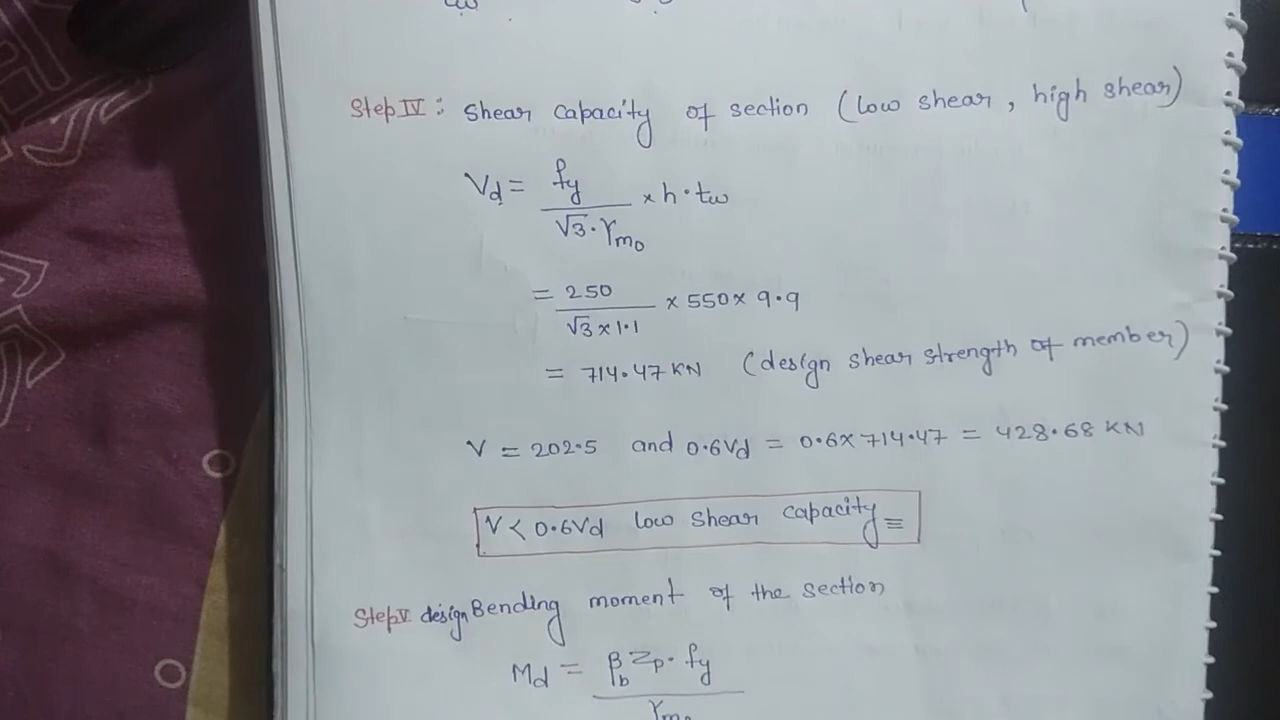 Step IV : Shear capacity of section (low shear, high shear)
Vd = fy / √3·γm0 × h·tw
= 250 / √3×1·1 × 550 × 9·9
= 714·47 KN (design shear strength of member)
V = 202·5 and 0·6Vd = 0·6×714·47 = 428·68 KN
V < 0·6Vd low shear capacity
Step V design Bending moment of the section
Md = βb Zp· fy / γm0